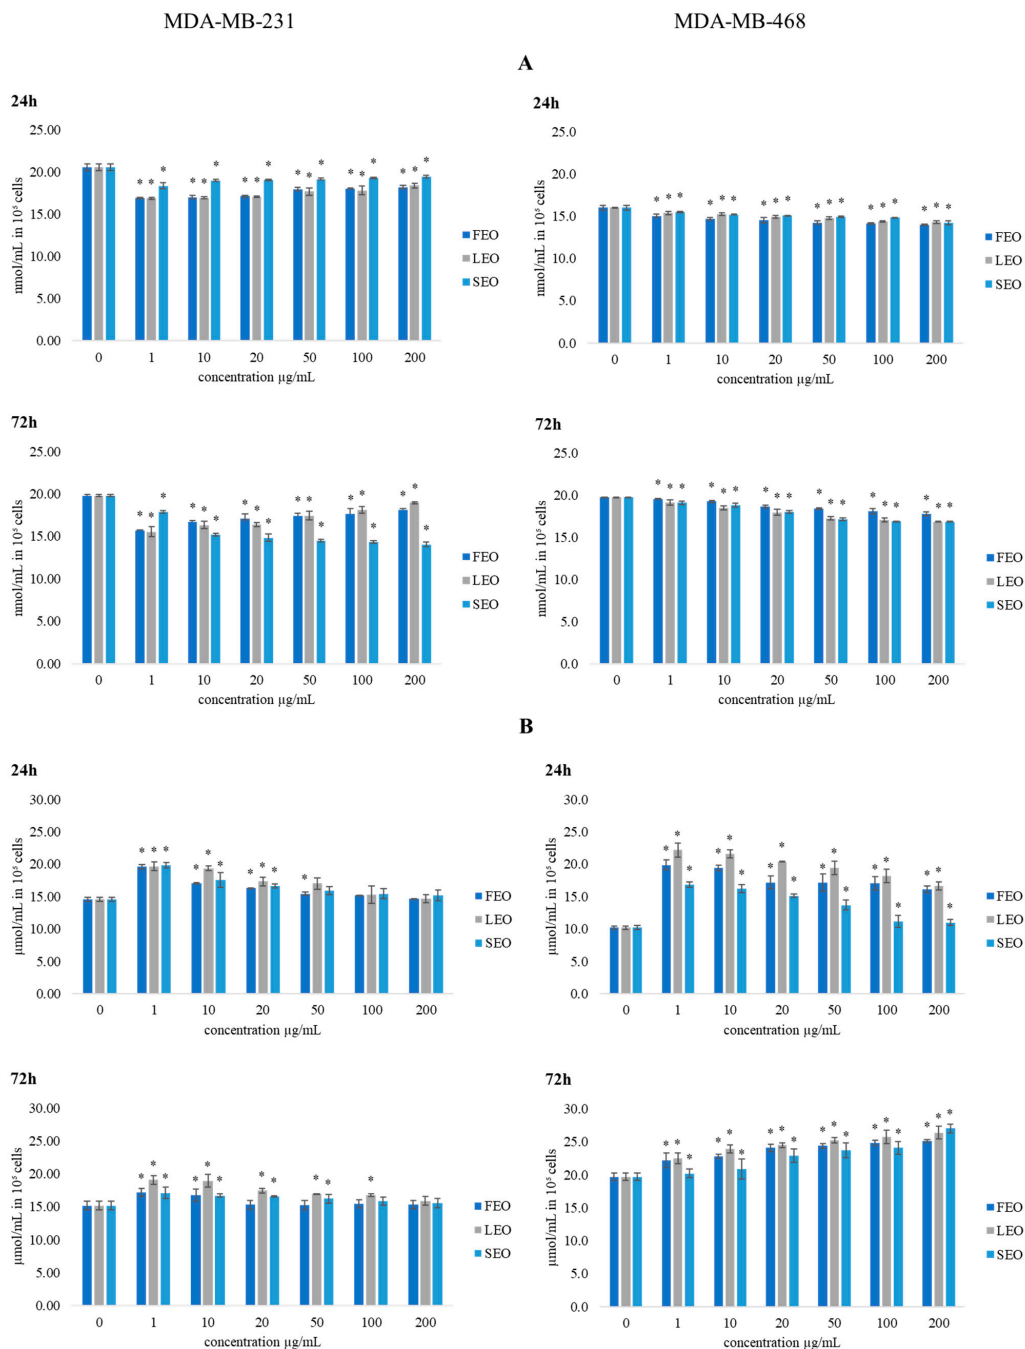 MDA-MB-231 MDA-MB-468
A
24h
25.00
20.00
15.00
10.00
5.00
0.00
nmol/mL in 10⁵ cells
* * * * * * * * * * * * * * * * * *
0 1 10 20 50 100 200
concentration µg/mL
FEO
LEO
SEO
24h
25.0
20.0
15.0
10.0
5.0
0.0
nmol/mL in 10⁵ cells
* * * * * * * * * * * * * * * * * *
0 1 10 20 50 100 200
concentration µg/mL
FEO
LEO
SEO
72h
25.00
20.00
15.00
10.00
5.00
0.00
nmol/mL in 10⁵ cells
* * * * * * * * * * * * * * * * * *
0 1 10 20 50 100 200
concentration µg/mL
FEO
LEO
SEO
72h
25.0
20.0
15.0
10.0
5.0
0.0
nmol/mL in 10⁵ cells
* * * * * * * * * * * * * * * * * *
0 1 10 20 50 100 200
concentration µg/mL
FEO
LEO
SEO
B
24h
30.00
25.00
20.00
15.00
10.00
5.00
0.00
µmol/mL in 10⁵ cells
* * * * * * * * * *
0 1 10 20 50 100 200
concentration µg/mL
FEO
LEO
SEO
24h
30.0
25.0
20.0
15.0
10.0
5.0
0.0
µmol/mL in 10⁵ cells
* * * * * * * * * * * * * * * * * *
0 1 10 20 50 100 200
concentration µg/mL
FEO
LEO
SEO
72h
30.00
25.00
20.00
15.00
10.00
5.00
0.00
µmol/mL in 10⁵ cells
* * * * * * * * * * *
0 1 10 20 50 100 200
concentration µg/mL
FEO
LEO
SEO
72h
30.0
25.0
20.0
15.0
10.0
5.0
0.0
µmol/mL in 10⁵ cells
* * * * * * * * * * * * * * * * * *
0 1 10 20 50 100 200
concentration µg/mL
FEO
LEO
SEO